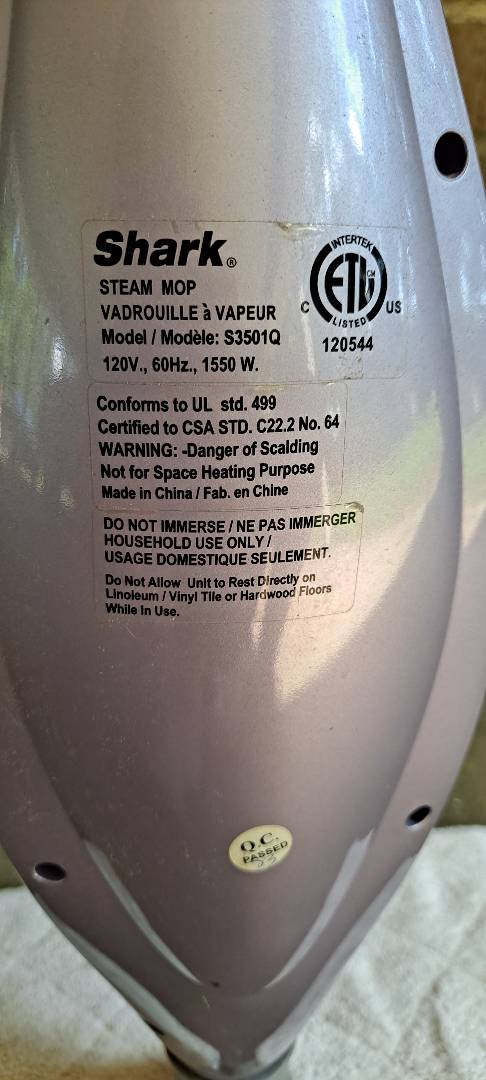 Shark®
STEAM MOP
VADROUILLE à VAPEUR
Model / Modèle: S3501Q
120V., 60Hz., 1550 W.
INTERTEK
ETL CM
C US
LISTED
120544
Conforms to UL std. 499
Certified to CSA STD. C22.2 No. 64
WARNING: -Danger of Scalding
Not for Space Heating Purpose
Made in China / Fab. en Chine
DO NOT IMMERSE / NE PAS IMMERGER
HOUSEHOLD USE ONLY /
USAGE DOMESTIQUE SEULEMENT.
Do Not Allow Unit to Rest Directly on
Linoleum / Vinyl Tile or Hardwood Floors
While In Use.
Q.C.
PASSED